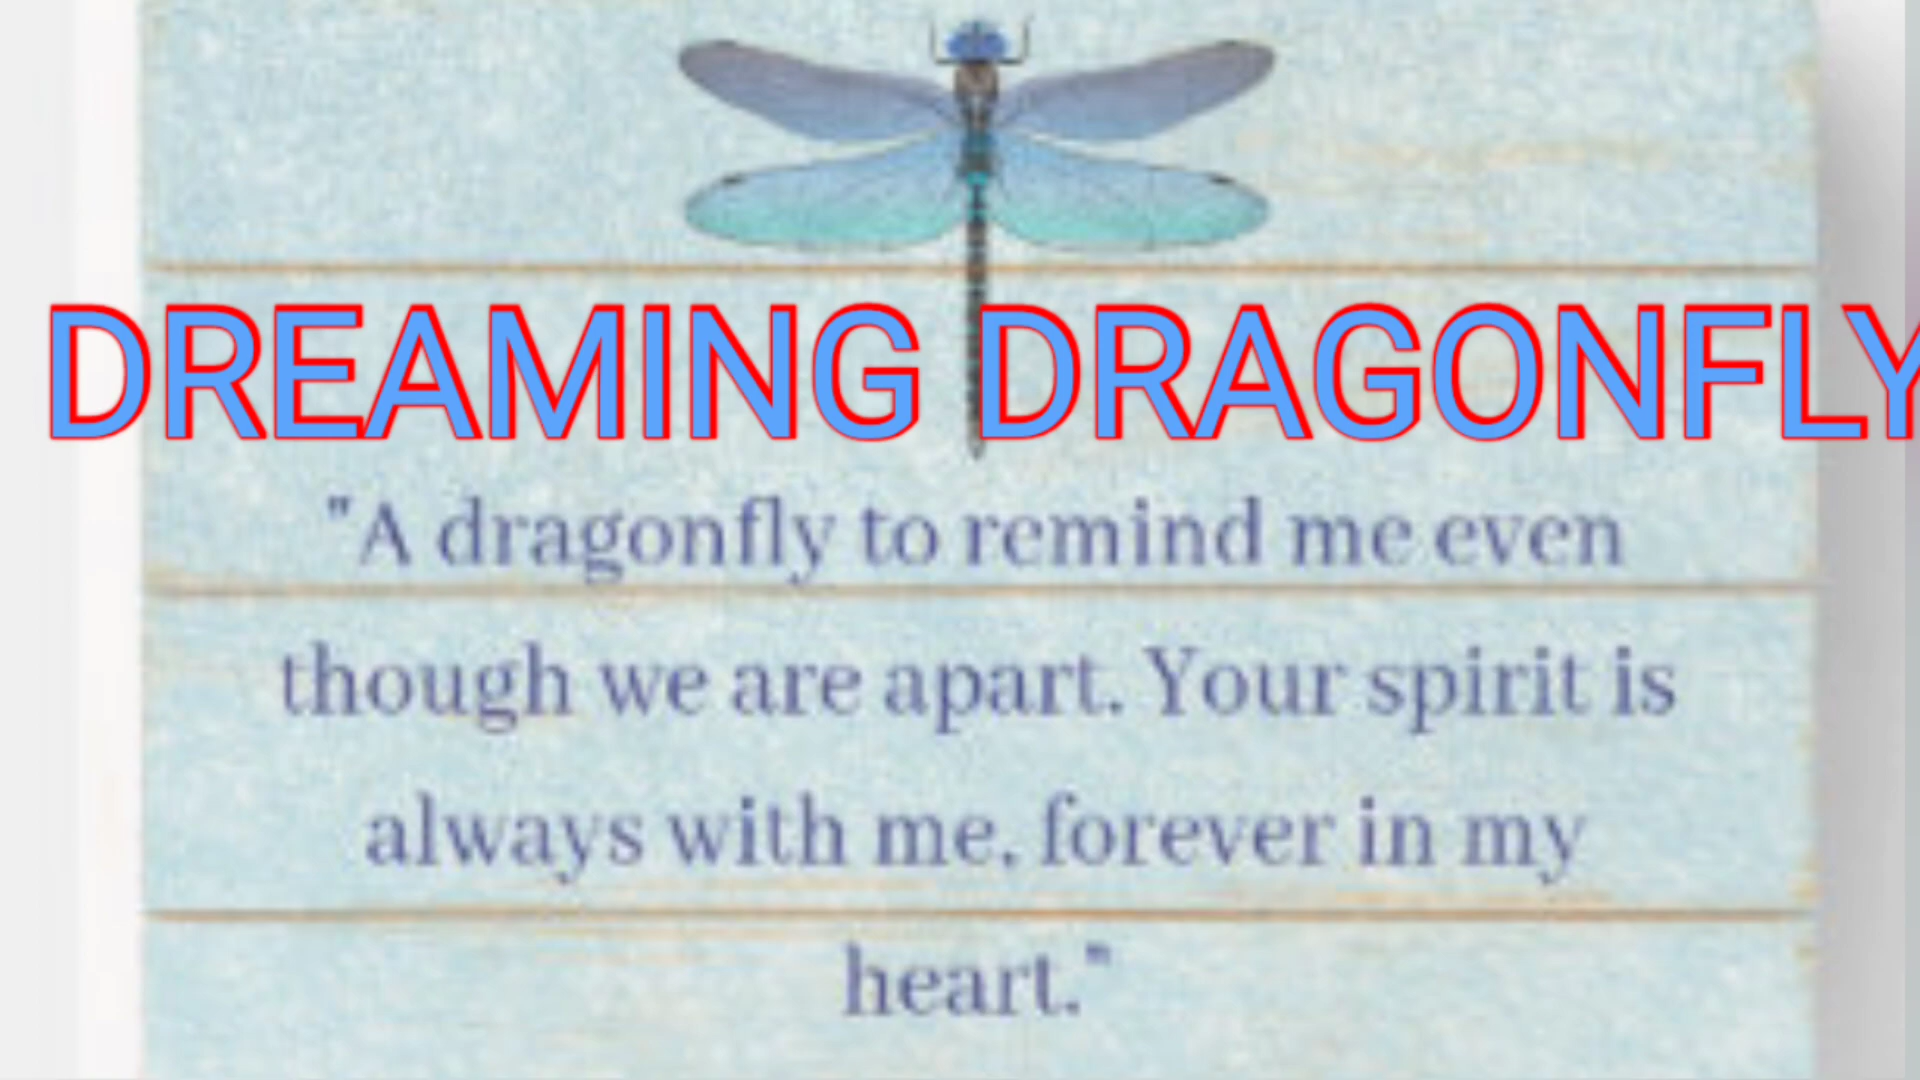 DREAMING DRAGONFLY
"A dragonfly to remind me even
though we are apart. Your spirit is
always with me, forever in my
heart."